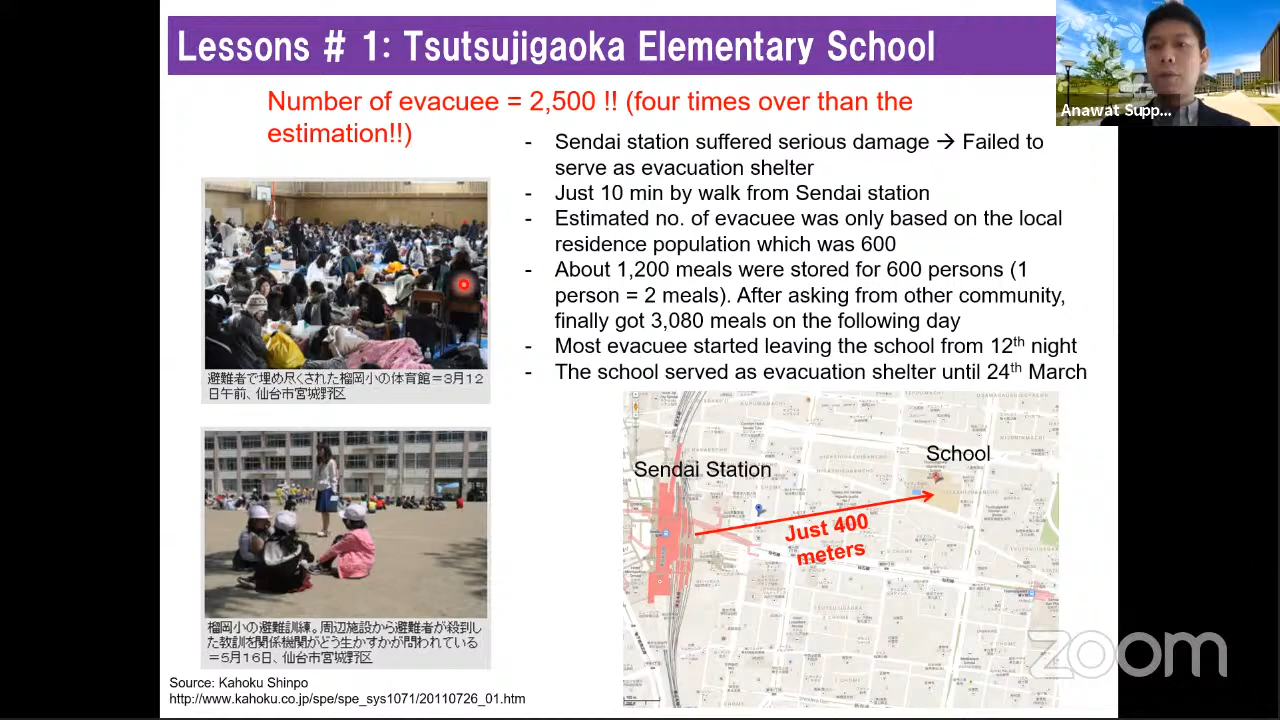 Lessons # 1: Tsutsujigaoka Elementary School
Anawat Supp...
Number of evacuee = 2,500 !! (four times over than the
estimation!!)
- Sendai station suffered serious damage → Failed to
serve as evacuation shelter
- Just 10 min by walk from Sendai station
- Estimated no. of evacuee was only based on the local
residence population which was 600
- About 1,200 meals were stored for 600 persons (1
person = 2 meals). After asking from other community,
finally got 3,080 meals on the following day
- Most evacuee started leaving the school from 12th night
- The school served as evacuation shelter until 24th March
避難者で埋め尽くされた榴岡小の体育館＝3月12
日午前、仙台市宮城野区
榴岡小の避難訓練。周辺施設から避難者が殺到し
た教訓を関係機関がどう生かすかが問われている
＝5月16日、仙台市宮城野区
Sendai Station
School
Just 400
meters
Source: Kahoku Shinpo
http://www.kahoku.co.jp/spe/spe_sys1071/20110726_01.htm
zoom